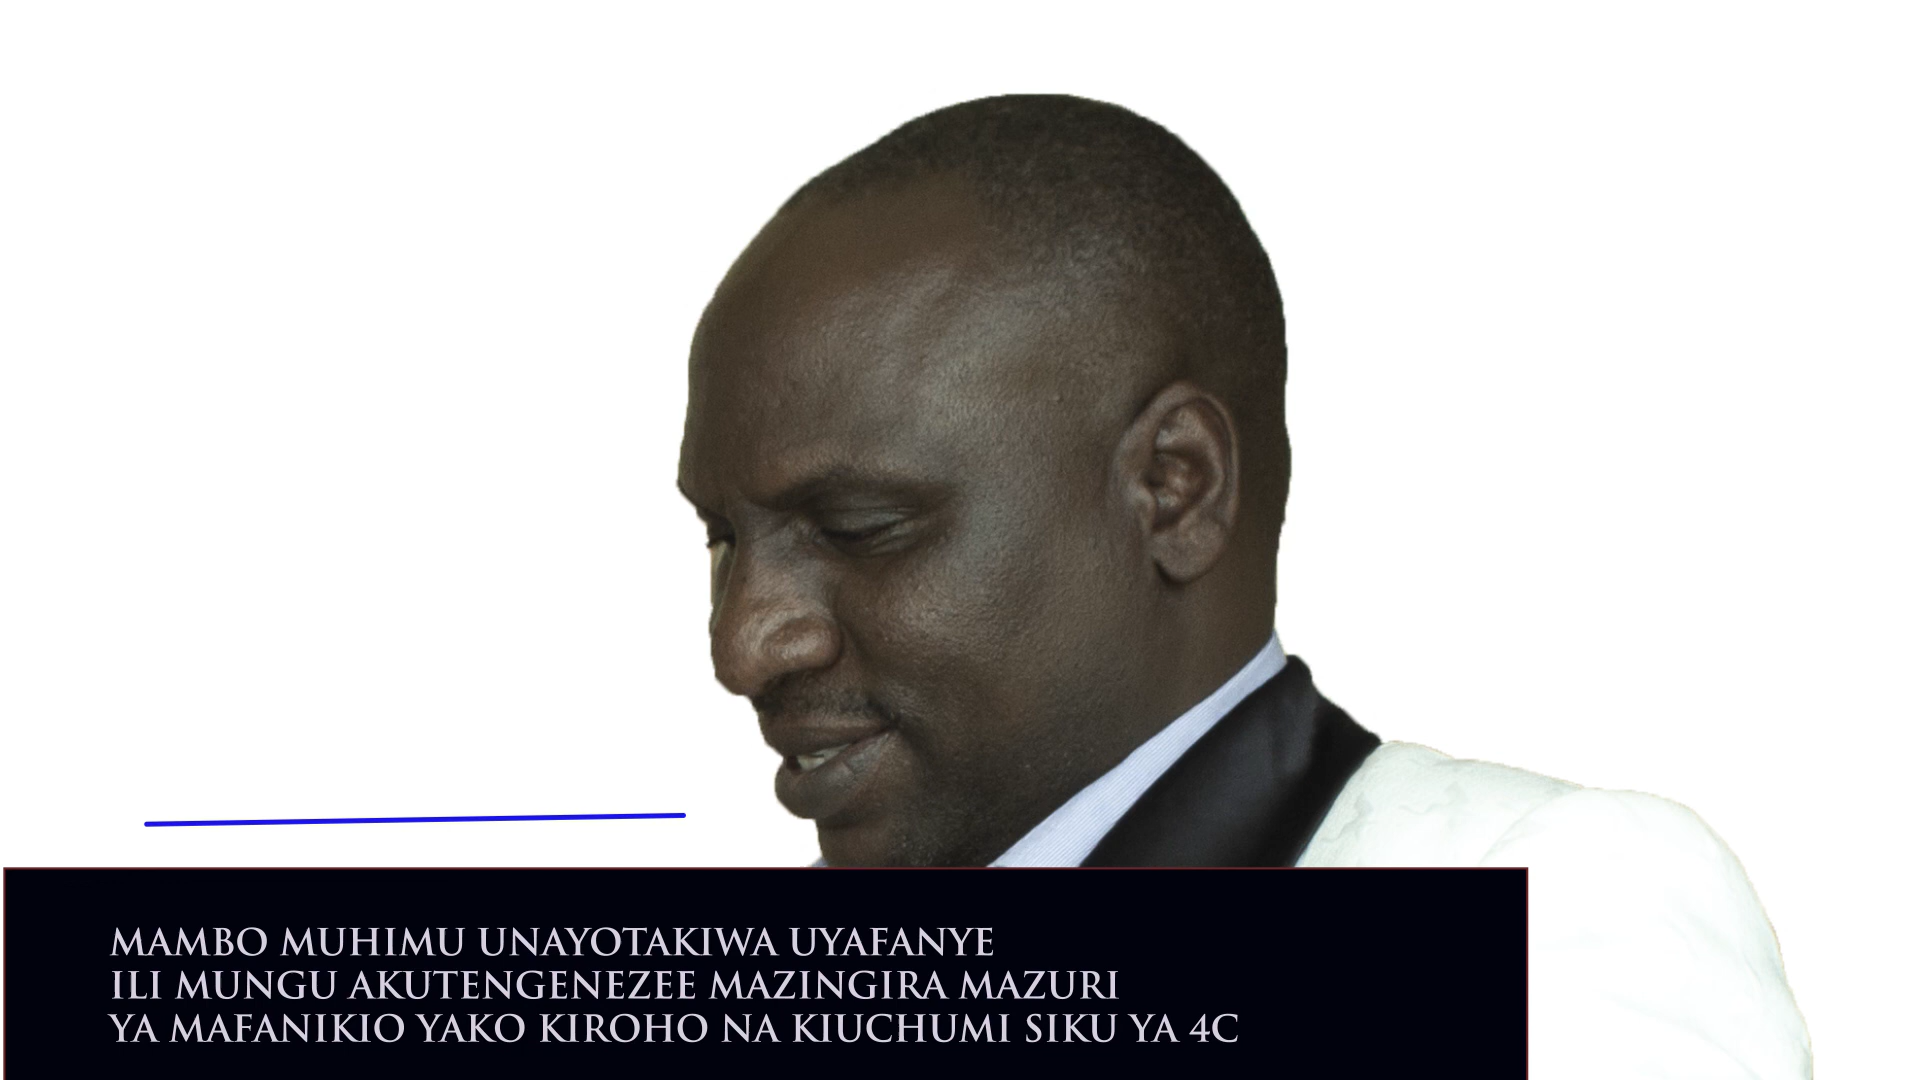 MAMBO MUHIMU UNAYOTAKIWA UYAFANYE
ILI MUNGU AKUTENGENEZEE MAZINGIRA MAZURI
YA MAFANIKIO YAKO KIROHO NA KIUCHUMI SIKU YA 4C